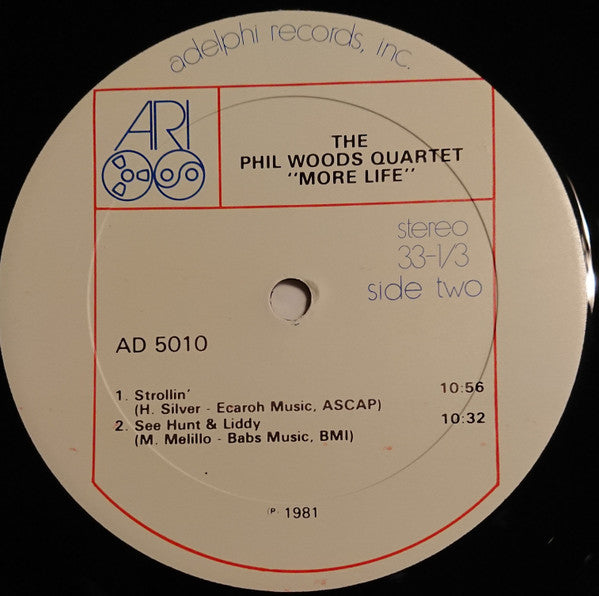 adelphi records, inc.
ARI
THE
PHIL WOODS QUARTET
"MORE LIFE"
stereo
33-1/3
side two
AD 5010
1. Strollin' 10:56
(H. Silver - Ecaroh Music, ASCAP)
2. See Hunt & Liddy 10:32
(M. Melillo - Babs Music, BMI)
(P) 1981